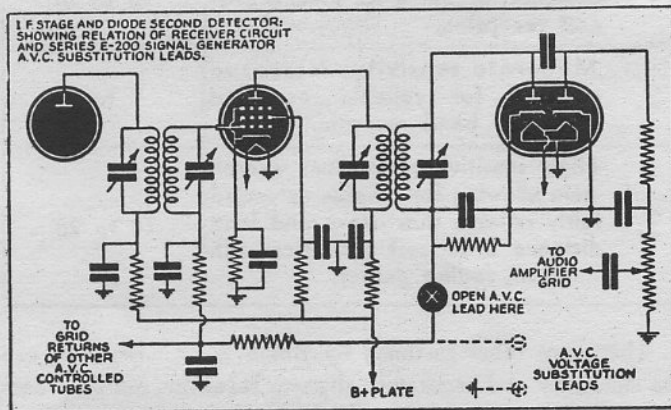 I F STAGE AND DIODE SECOND DETECTOR;
SHOWING RELATION OF RECEIVER CIRCUIT
AND SERIES E-200 SIGNAL GENERATOR
A.V.C. SUBSTITUTION LEADS.
TO
AUDIO
AMPLIFIER
GRID
OPEN A.V.C.
LEAD HERE
TO
GRID
RETURNS
OF OTHER
A.V.C.
CONTROLLED
TUBES
B+PLATE
A.V.C.
VOLTAGE
SUBSTITUTION
LEADS